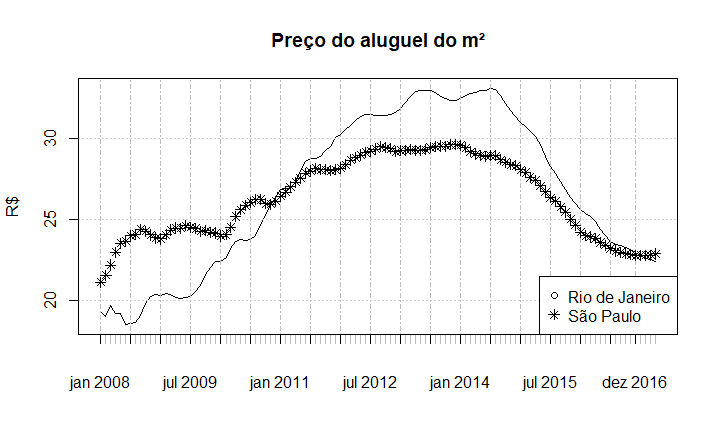 Preço do aluguel do m²
R$
30
25
20
Rio de Janeiro
São Paulo
jan 2008 jul 2009 jan 2011 jul 2012 jan 2014 jul 2015 dez 2016